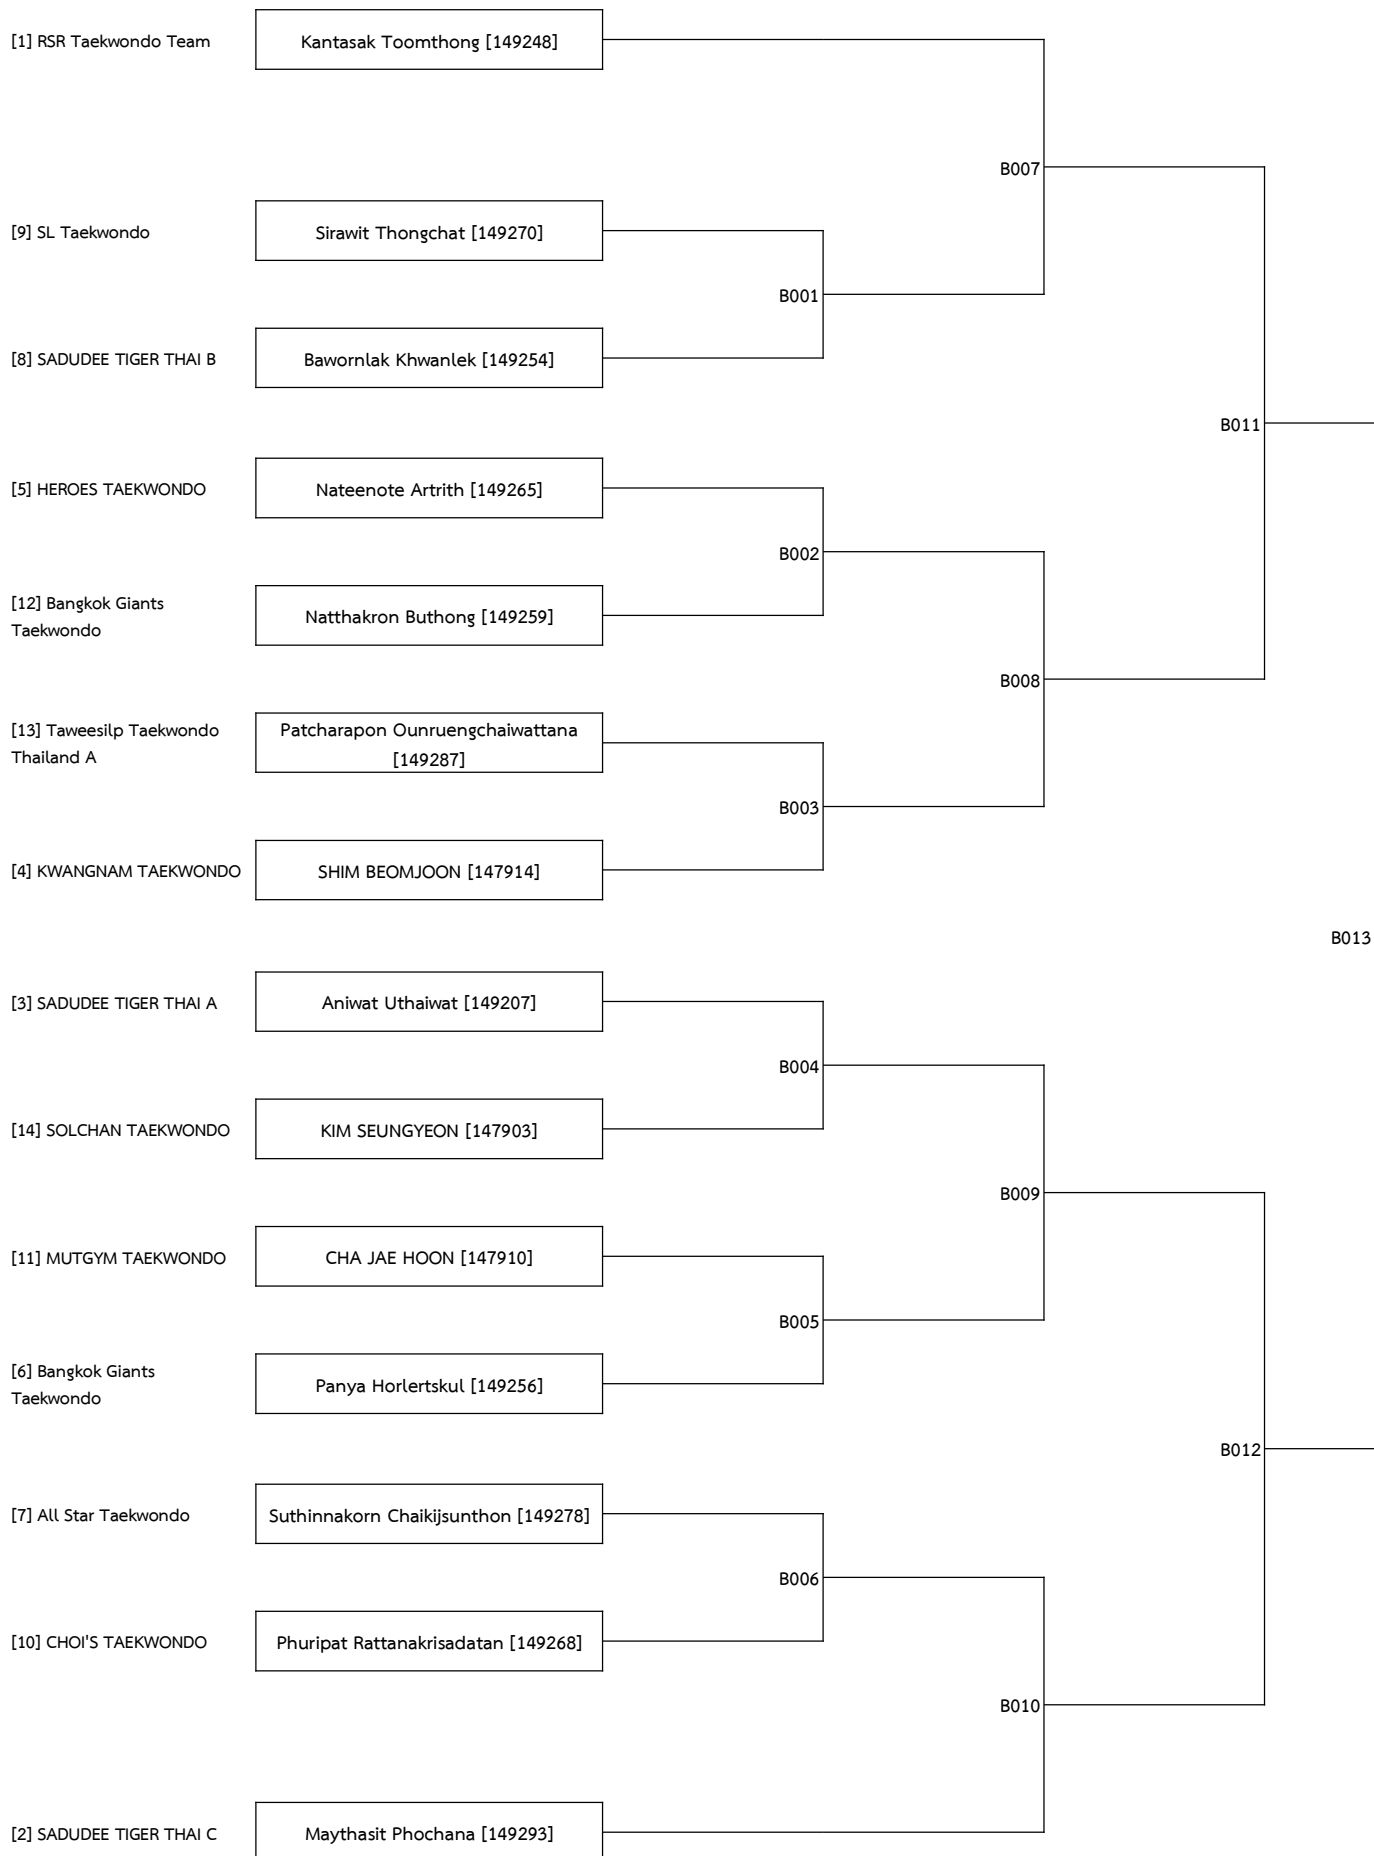 [1] RSR Taekwondo Team
Kantasak Toomthong [149248]
B007
[9] SL Taekwondo
Sirawit Thongchat [149270]
B001
[8] SADUDEE TIGER THAI B
Bawornlak Khwanlek [149254]
B011
[5] HEROES TAEKWONDO
Nateenote Artrith [149265]
B002
[12] Bangkok Giants
Taekwondo
Natthakron Buthong [149259]
B008
[13] Taweesilp Taekwondo
Thailand A
Patcharapon Ounruengchaiwattana
[149287]
B003
[4] KWANGNAM TAEKWONDO
SHIM BEOMJOON [147914]
B013
[3] SADUDEE TIGER THAI A
Aniwat Uthaiwat [149207]
B004
[14] SOLCHAN TAEKWONDO
KIM SEUNGYEON [147903]
B009
[11] MUTGYM TAEKWONDO
CHA JAE HOON [147910]
B005
[6] Bangkok Giants
Taekwondo
Panya Horlertskul [149256]
B012
[7] All Star Taekwondo
Suthinnakorn Chaikijsunthon [149278]
B006
[10] CHOI'S TAEKWONDO
Phuripat Rattanakrisadatan [149268]
B010
[2] SADUDEE TIGER THAI C
Maythasit Phochana [149293]